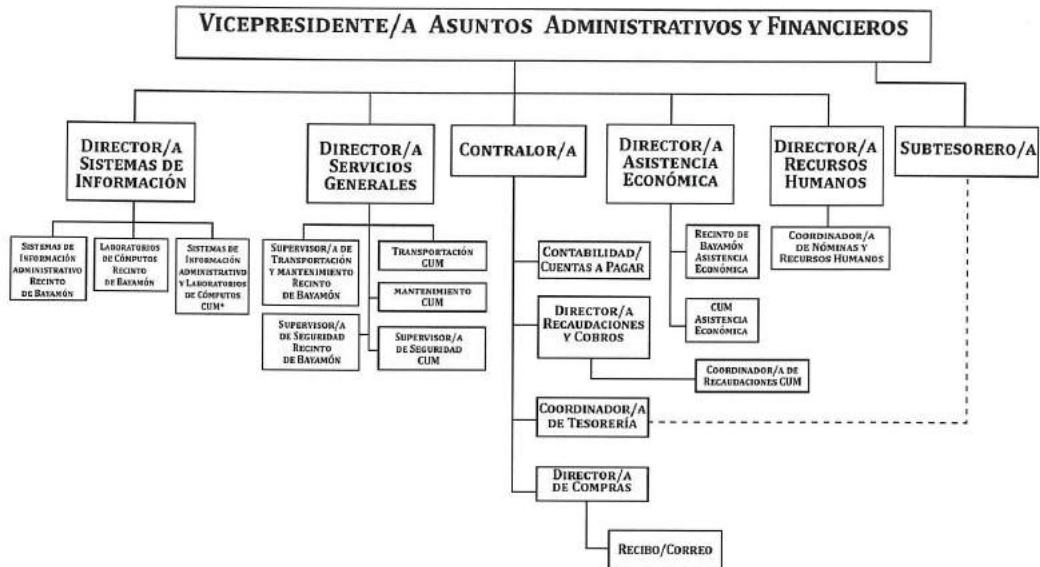 VICEPRESIDENTE/A ASUNTOS ADMINISTRATIVOS Y FINANCIEROS
DIRECTOR/A
SISTEMAS DE
INFORMACIÓN
DIRECTOR/A
SERVICIOS
GENERALES
CONTRALOR/A
DIRECTOR/A
ASISTENCIA
ECONÓMICA
DIRECTOR/A
RECURSOS
HUMANOS
SUBTESORERO/A
SISTEMAS DE
INFORMACIÓN
ADMINISTRATIVO
RECINTO
DE BAYAMÓN
LABORATORIOS
DE CÓMPUTOS
RECINTO
DE BAYAMÓN
SISTEMAS DE
INFORMACIÓN
ADMINISTRATIVO
Y LABORATORIOS
DE CÓMPUTOS
CUM*
SUPERVISOR/A DE
TRANSPORTACIÓN
Y MANTENIMIENTO
RECINTO
DE BAYAMÓN
TRANSPORTACIÓN
CUM
MANTENIMIENTO
CUM
SUPERVISOR/A
DE SEGURIDAD
RECINTO
DE BAYAMÓN
SUPERVISOR/A
DE SEGURIDAD
CUM
CONTABILIDAD/
CUENTAS A PAGAR
DIRECTOR/A
RECAUDACIONES
Y COBROS
COORDINADOR/A DE
RECAUDACIONES CUM
COORDINADOR/A
DE TESORERÍA
DIRECTOR/A
DE COMPRAS
RECIBO/CORREO
RECINTO DE
BAYAMÓN
ASISTENCIA
ECONÓMICA
CUM
ASISTENCIA
ECONÓMICA
COORDINADOR/A
DE NÓMINAS Y
RECURSOS HUMANOS